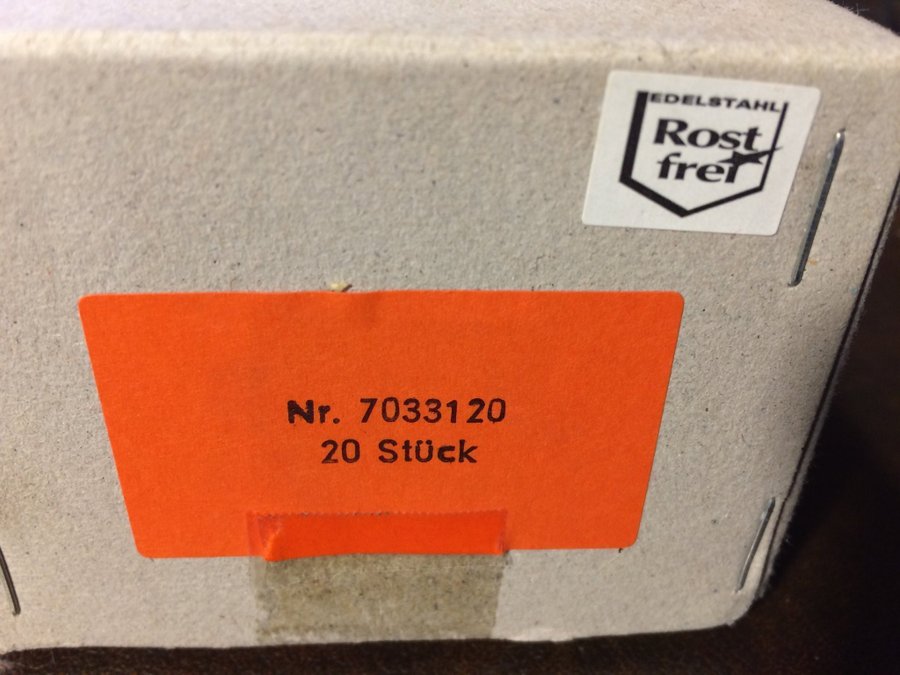 EDELSTAHL
Rost
frei
Nr. 7033120
20 Stück